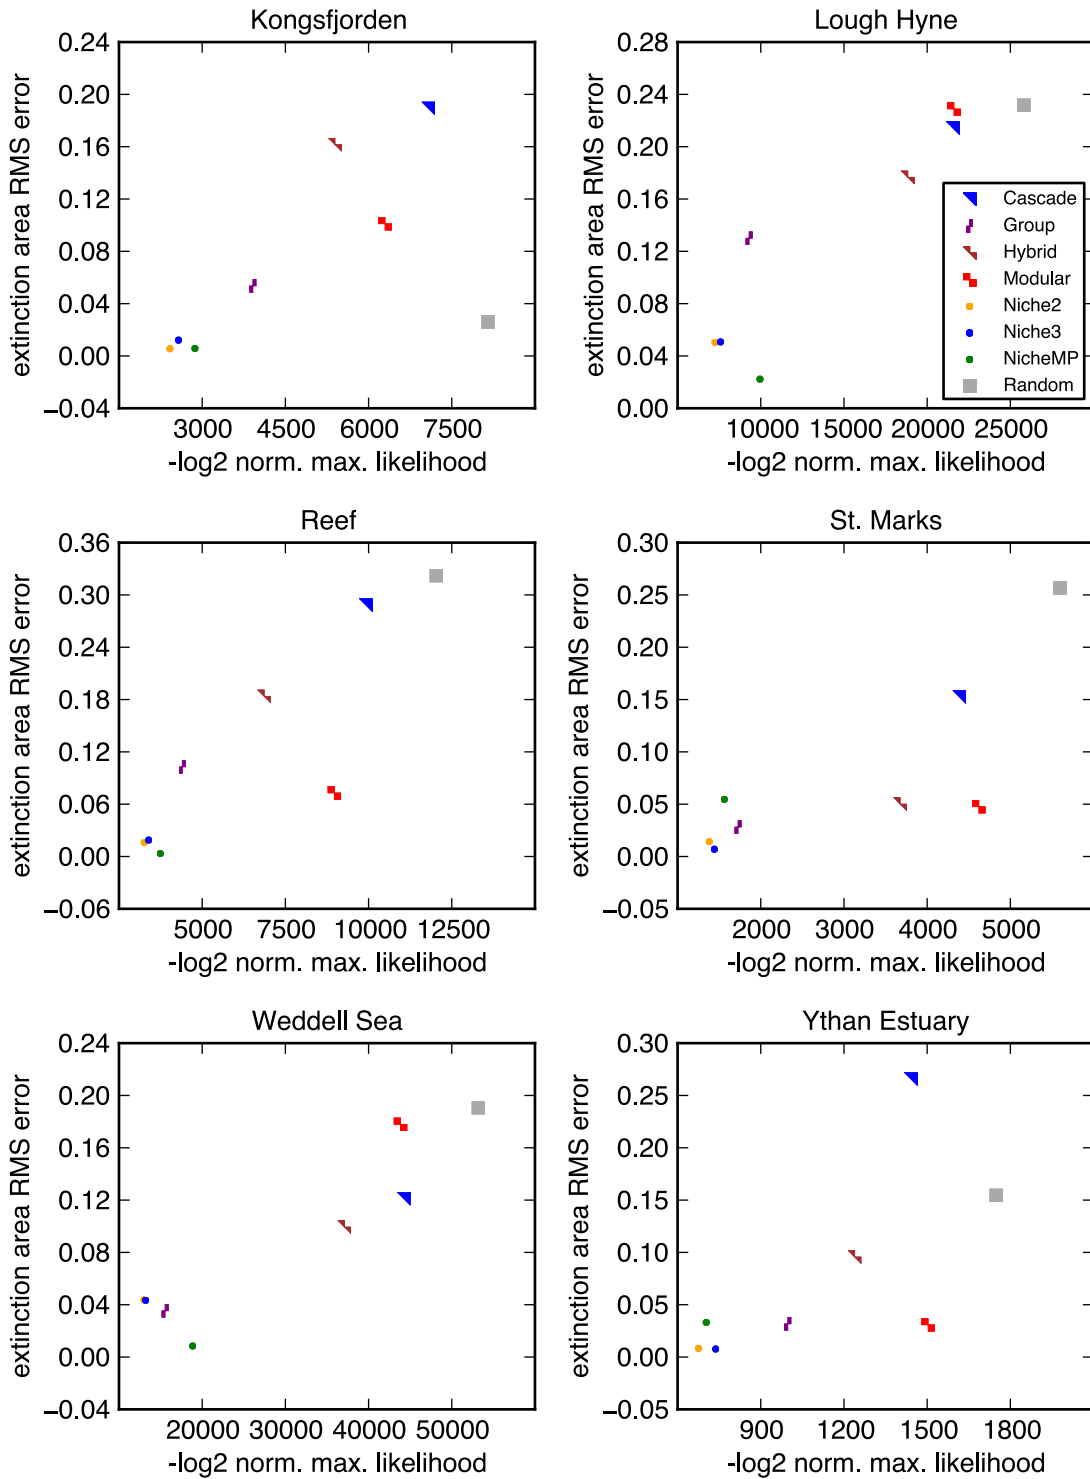 Kongsfjorden
0.24
0.20
0.16
0.12
0.08
0.04
0.00
−0.04
extinction area RMS error
3000 4500 6000 7500
-log2 norm. max. likelihood
Lough Hyne
0.28
0.24
0.20
0.16
0.12
0.08
0.04
0.00
extinction area RMS error
Cascade
Group
Hybrid
Modular
Niche2
Niche3
NicheMP
Random
10000 15000 20000 25000
-log2 norm. max. likelihood
Reef
0.36
0.30
0.24
0.18
0.12
0.06
0.00
−0.06
extinction area RMS error
5000 7500 10000 12500
-log2 norm. max. likelihood
St. Marks
0.30
0.25
0.20
0.15
0.10
0.05
0.00
−0.05
extinction area RMS error
2000 3000 4000 5000
-log2 norm. max. likelihood
Weddell Sea
0.24
0.20
0.16
0.12
0.08
0.04
0.00
−0.04
extinction area RMS error
20000 30000 40000 50000
-log2 norm. max. likelihood
Ythan Estuary
0.30
0.25
0.20
0.15
0.10
0.05
0.00
−0.05
extinction area RMS error
900 1200 1500 1800
-log2 norm. max. likelihood